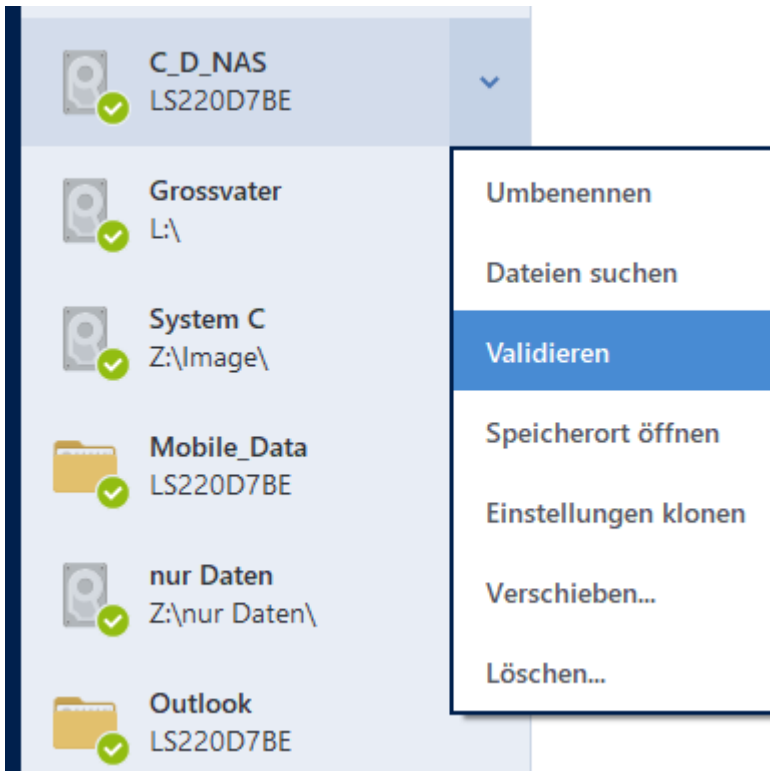 C_D_NAS
LS220D7BE
Grossvater
L:\
System C
Z:\Image\
Mobile_Data
LS220D7BE
nur Daten
Z:\nur Daten\
Outlook
LS220D7BE
Umbenennen
Dateien suchen
Validieren
Speicherort öffnen
Einstellungen klonen
Verschieben...
Löschen...